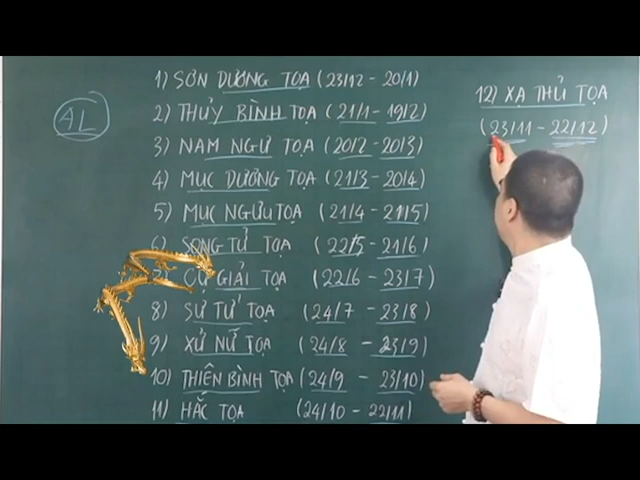 AL
1) SƠN DƯƠNG TỌA (23/12 - 20/1)
2) THỦY BÌNH TỌA (21/1 - 19/2)
3) NAM NGƯ TỌA (20/2 - 20/3)
4) MỤC DƯƠNG TỌA (21/3 - 20/4)
5) MỤC NGƯU TỌA (21/4 - 21/5)
6) SONG TỬ TỌA (22/5 - 21/6)
7) CỰ GIẢI TỌA (22/6 - 23/7)
8) SƯ TỬ TỌA (24/7 - 23/8)
9) XỬ NỮ TỌA (24/8 - 23/9)
10) THIÊN BÌNH TỌA (24/9 - 23/10)
11) HẮC TỌA (24/10 - 22/11)
12) XẠ THỦ TỌA
(23/11 - 22/12)